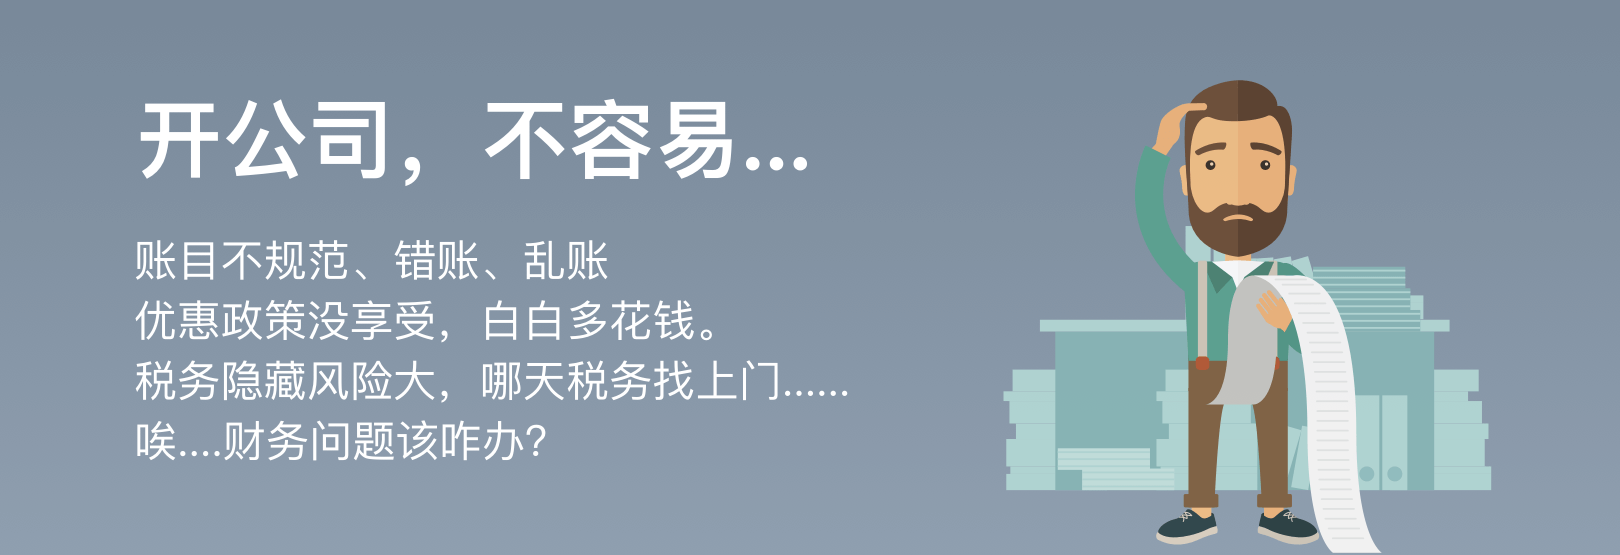 开公司，不容易...
账目不规范、错账、乱账
优惠政策没享受，白白多花钱。
税务隐藏风险大，哪天税务找上门......
唉....财务问题该咋办?